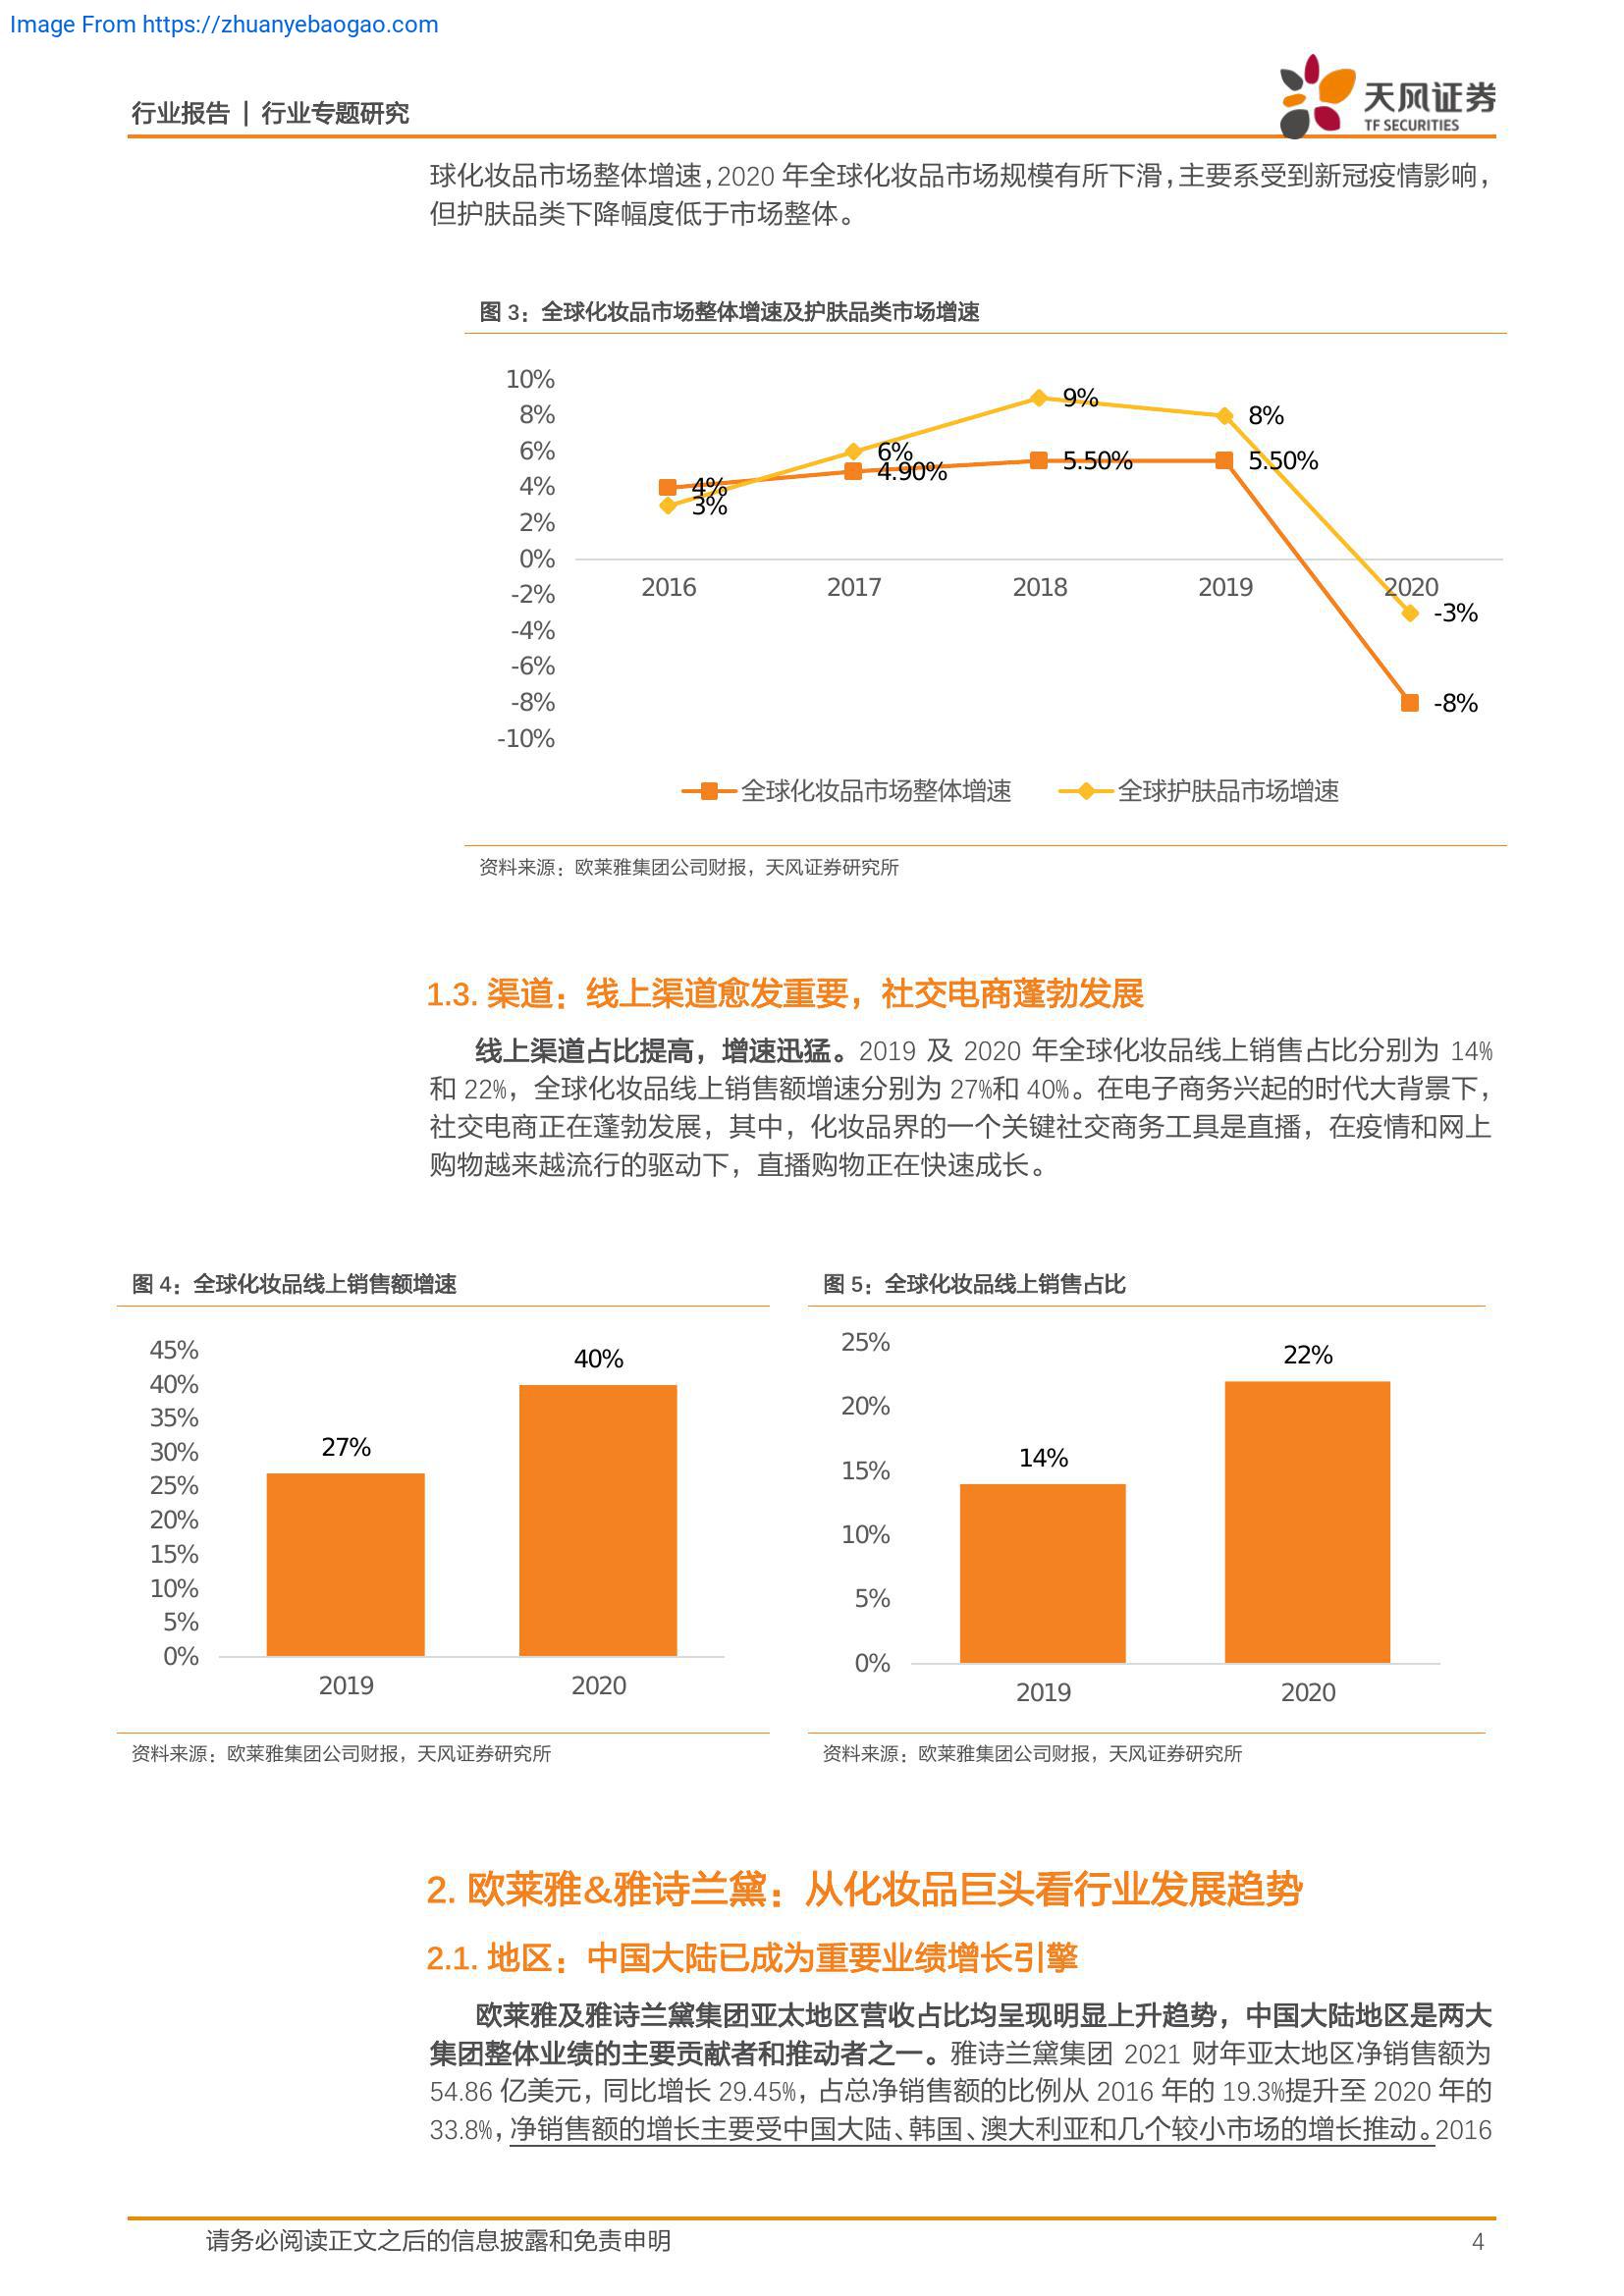 Image From https://zhuanyebaogao.com
行业报告 | 行业专题研究
天风证券
TF SECURITIES
球化妆品市场整体增速，2020 年全球化妆品市场规模有所下滑，主要系受到新冠疫情影响，
但护肤品类下降幅度低于市场整体。
图 3：全球化妆品市场整体增速及护肤品类市场增速
10%
8%
6%
4%
2%
0%
-2%
-4%
-6%
-8%
-10%
4%
4.90%
5.50%
5.50%
-8%
3%
6%
9%
8%
-3%
2016
2017
2018
2019
2020
全球化妆品市场整体增速
全球护肤品市场增速
资料来源：欧莱雅集团公司财报，天风证券研究所
1.3. 渠道：线上渠道愈发重要，社交电商蓬勃发展
线上渠道占比提高，增速迅猛。2019 及 2020 年全球化妆品线上销售占比分别为 14%
和 22%，全球化妆品线上销售额增速分别为 27%和 40%。在电子商务兴起的时代大背景下，
社交电商正在蓬勃发展，其中，化妆品界的一个关键社交商务工具是直播，在疫情和网上
购物越来越流行的驱动下，直播购物正在快速成长。
图 4：全球化妆品线上销售额增速
45%
40%
35%
30%
25%
20%
15%
10%
5%
0%
27%
40%
2019
2020
资料来源：欧莱雅集团公司财报，天风证券研究所
图 5：全球化妆品线上销售占比
25%
20%
15%
10%
5%
0%
14%
22%
2019
2020
资料来源：欧莱雅集团公司财报，天风证券研究所
2. 欧莱雅&雅诗兰黛：从化妆品巨头看行业发展趋势
2.1. 地区：中国大陆已成为重要业绩增长引擎
欧莱雅及雅诗兰黛集团亚太地区营收占比均呈现明显上升趋势，中国大陆地区是两大
集团整体业绩的主要贡献者和推动者之一。雅诗兰黛集团 2021 财年亚太地区净销售额为
54.86 亿美元，同比增长 29.45%，占总净销售额的比例从 2016 年的 19.3%提升至 2020 年的
33.8%，净销售额的增长主要受中国大陆、韩国、澳大利亚和几个较小市场的增长推动。2016
请务必阅读正文之后的信息披露和免责申明
4